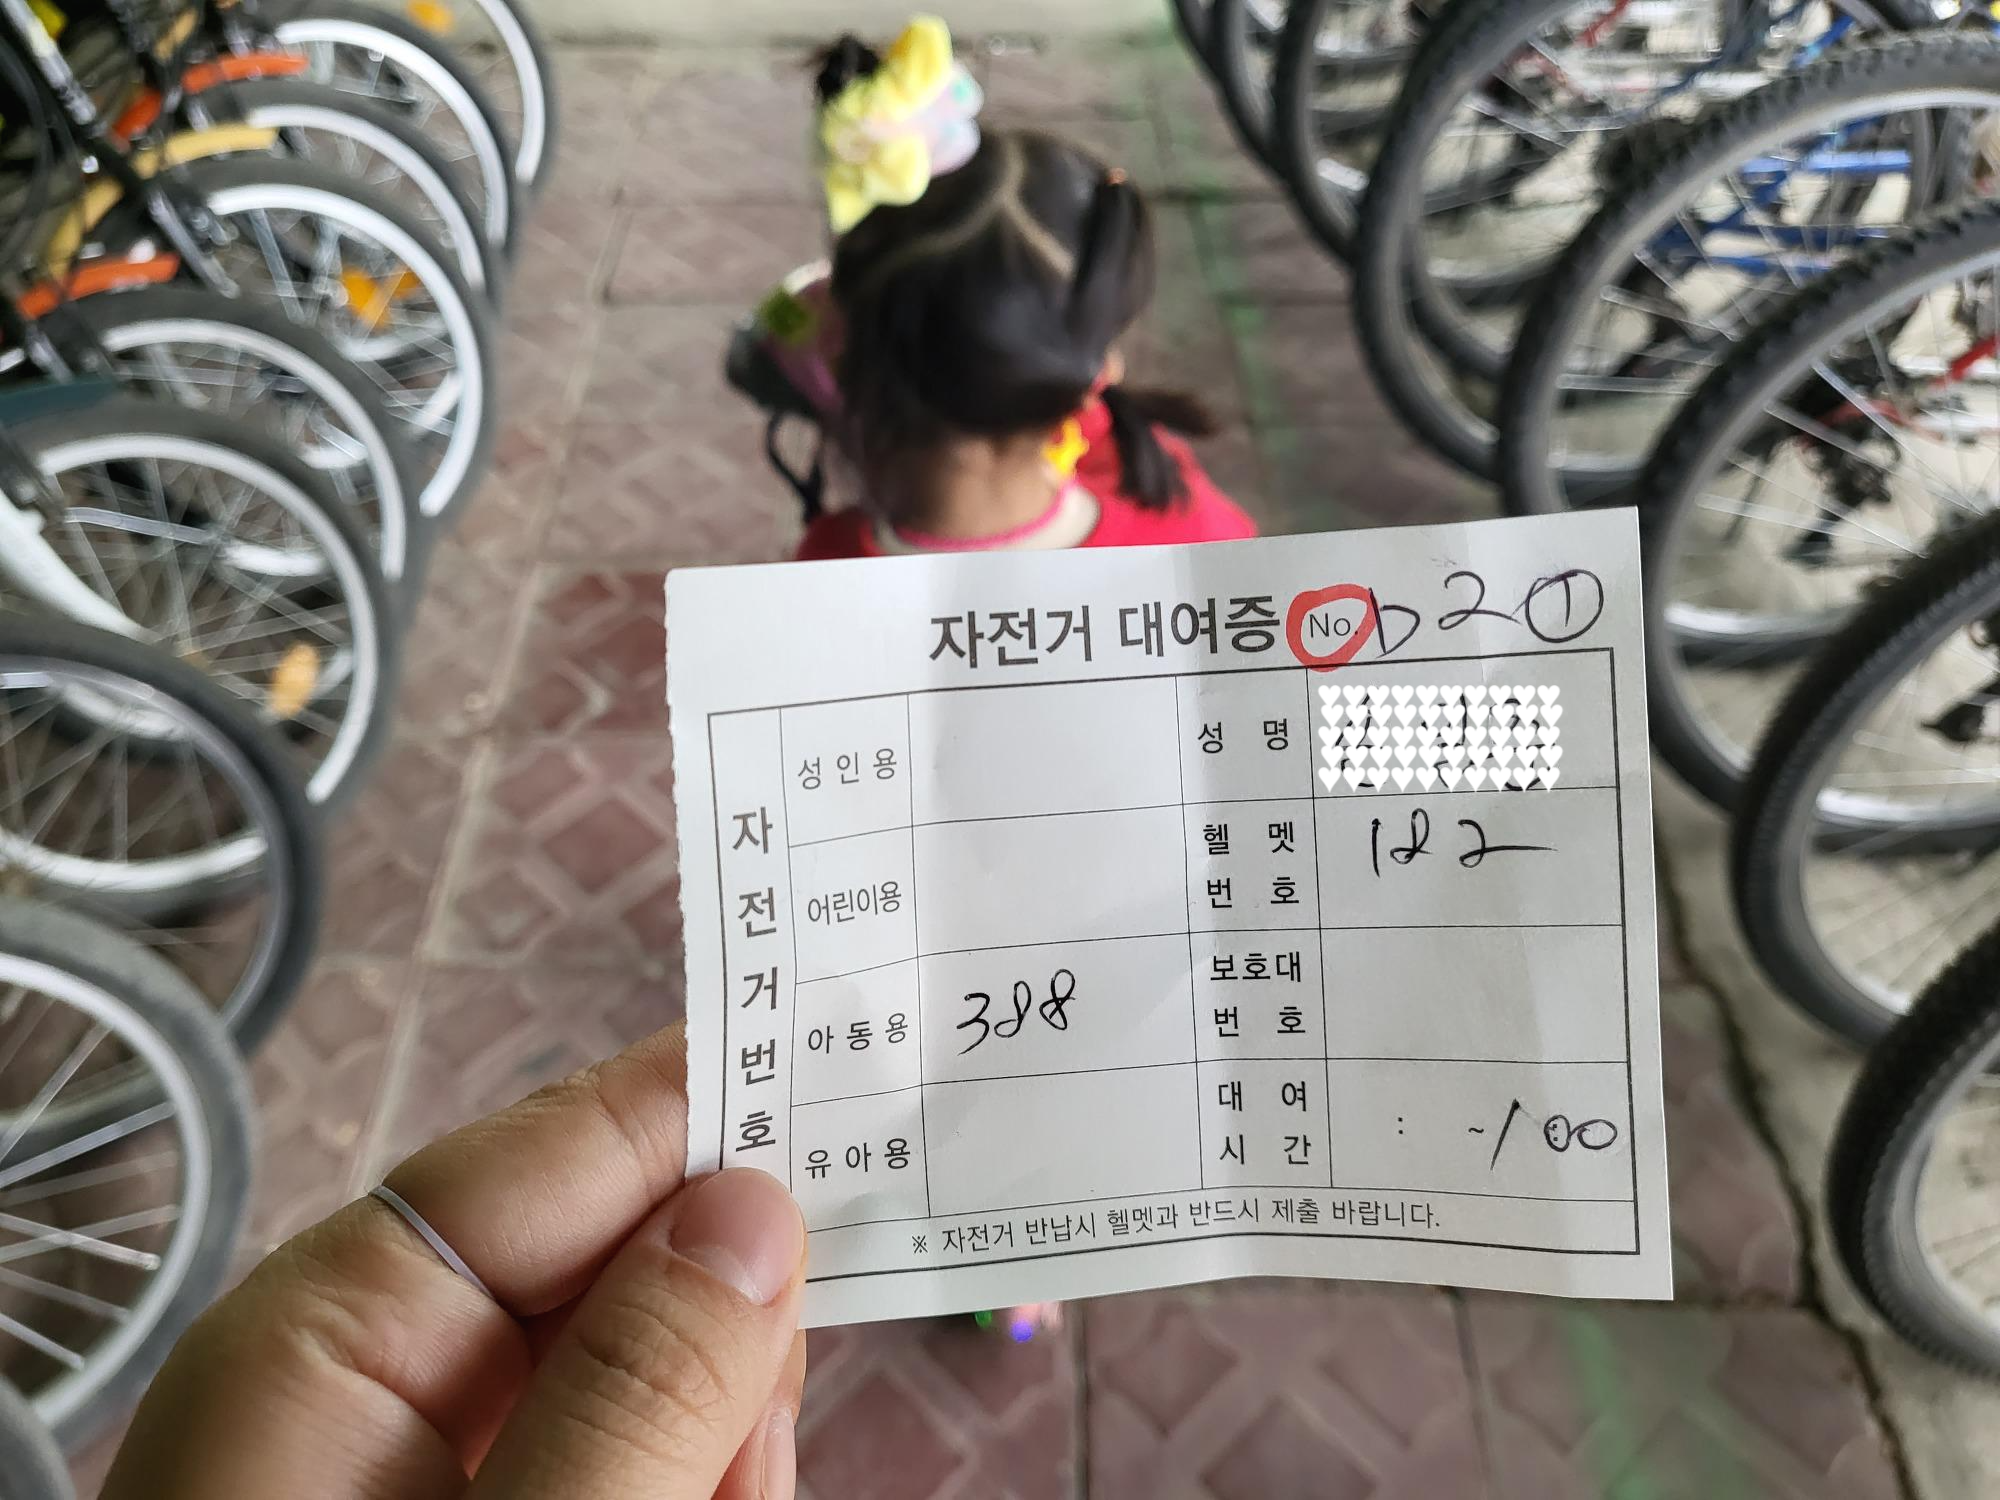 자전거 대여증 No. D 2 ①
자전거번호
성인용
성 명
어린이용
헬멧 번호 182
아동용 388
보호대 번호
유아용
대여 시간 : ~ 1 00
※ 자전거 반납시 헬멧과 반드시 제출 바랍니다.